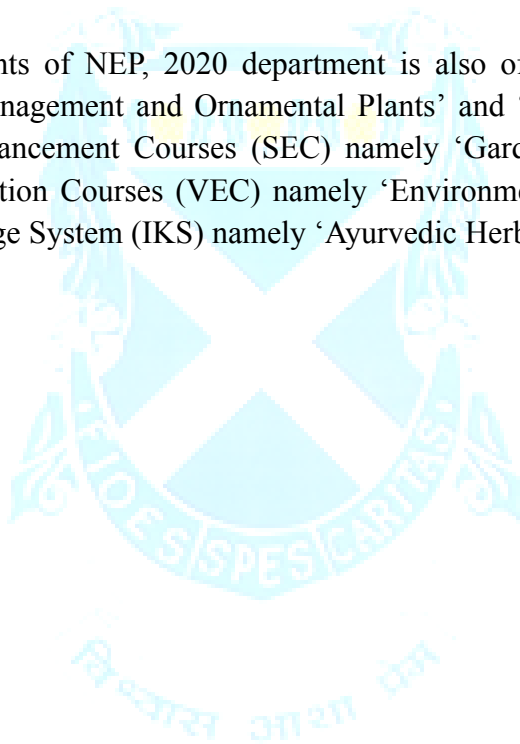 nts of NEP, 2020 department is also of
nagement and Ornamental Plants’ and ‘
ancement Courses (SEC) namely ‘Gard
tion Courses (VEC) namely ‘Environme
ge System (IKS) namely ‘Ayurvedic Herb
FIDES SPES CARITAS
विश्वास आशा प्रेम